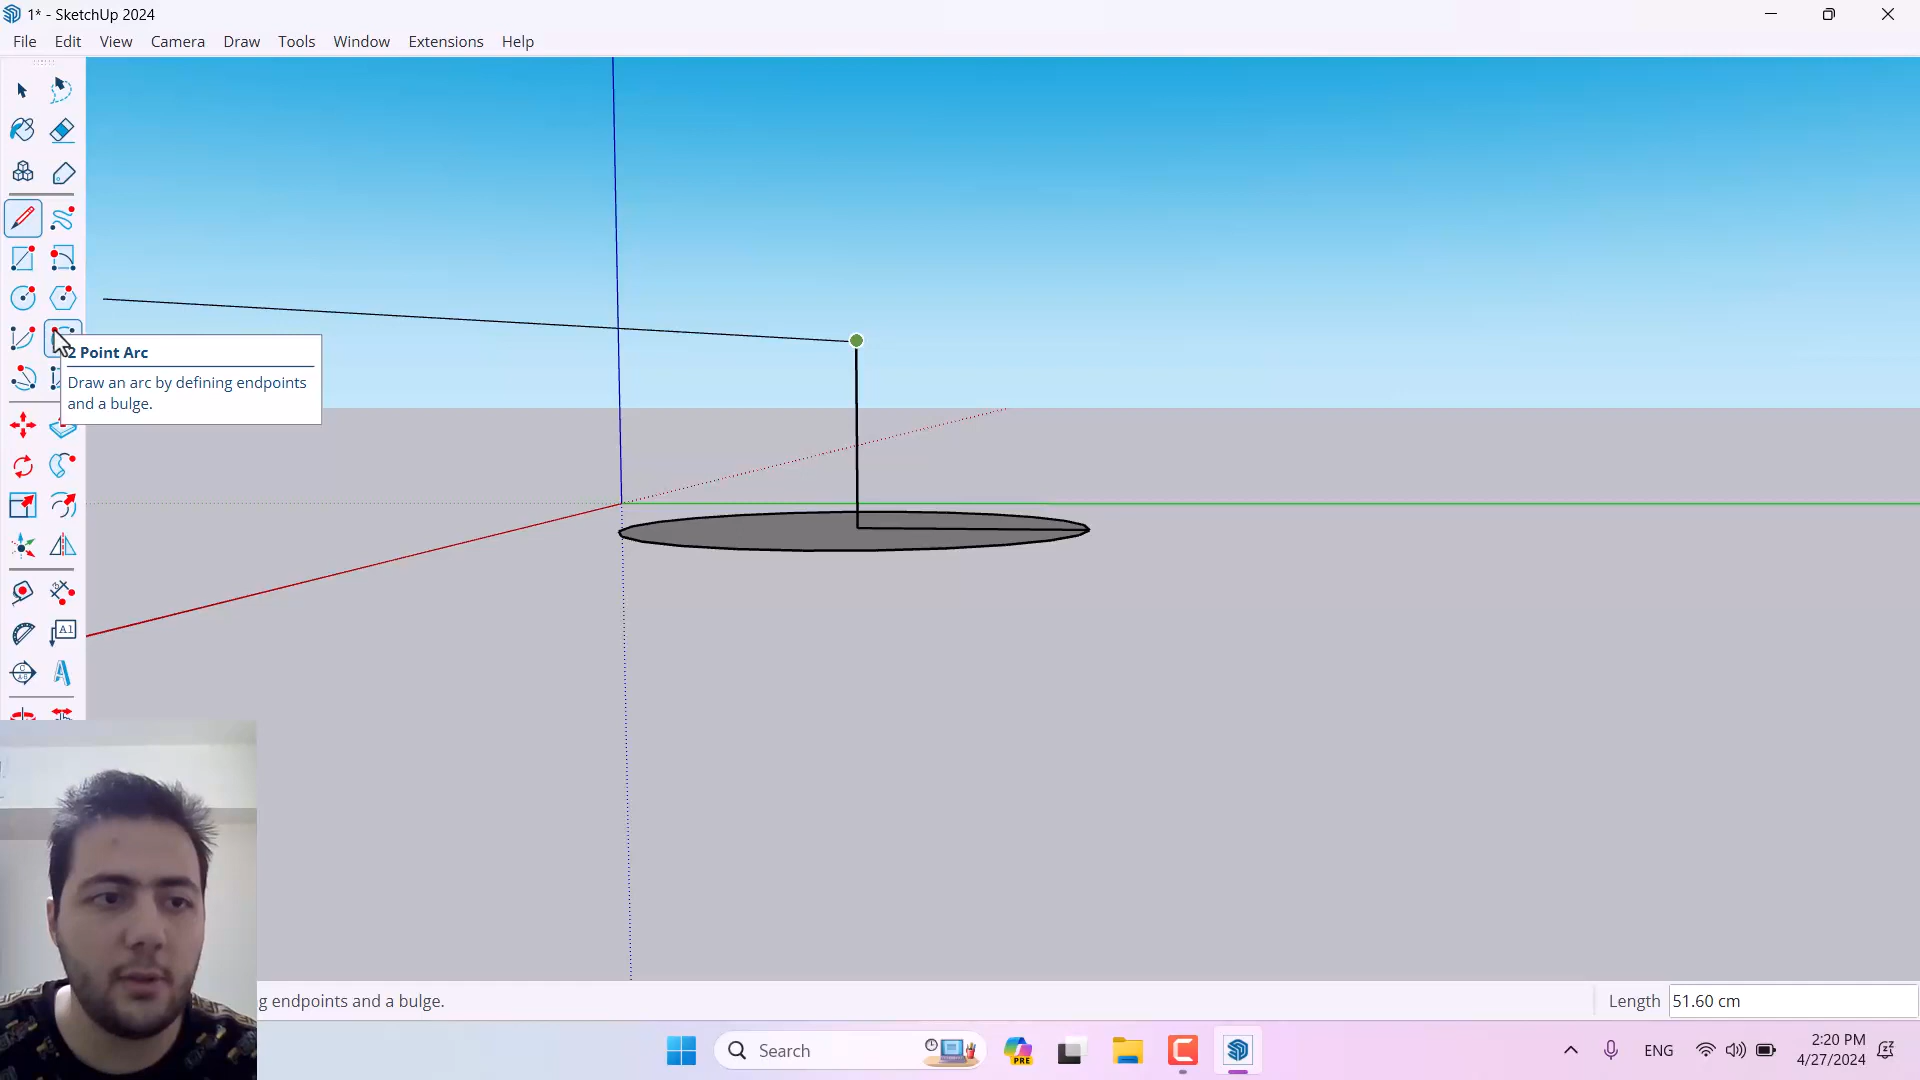 1* - SketchUp 2024
File Edit View Camera Draw Tools Window Extensions Help
2 Point Arc
Draw an arc by defining endpoints
and a bulge.
A1
g endpoints and a bulge.
Length 51.60 cm
Search
PRE
ENG
2:20 PM
4/27/2024